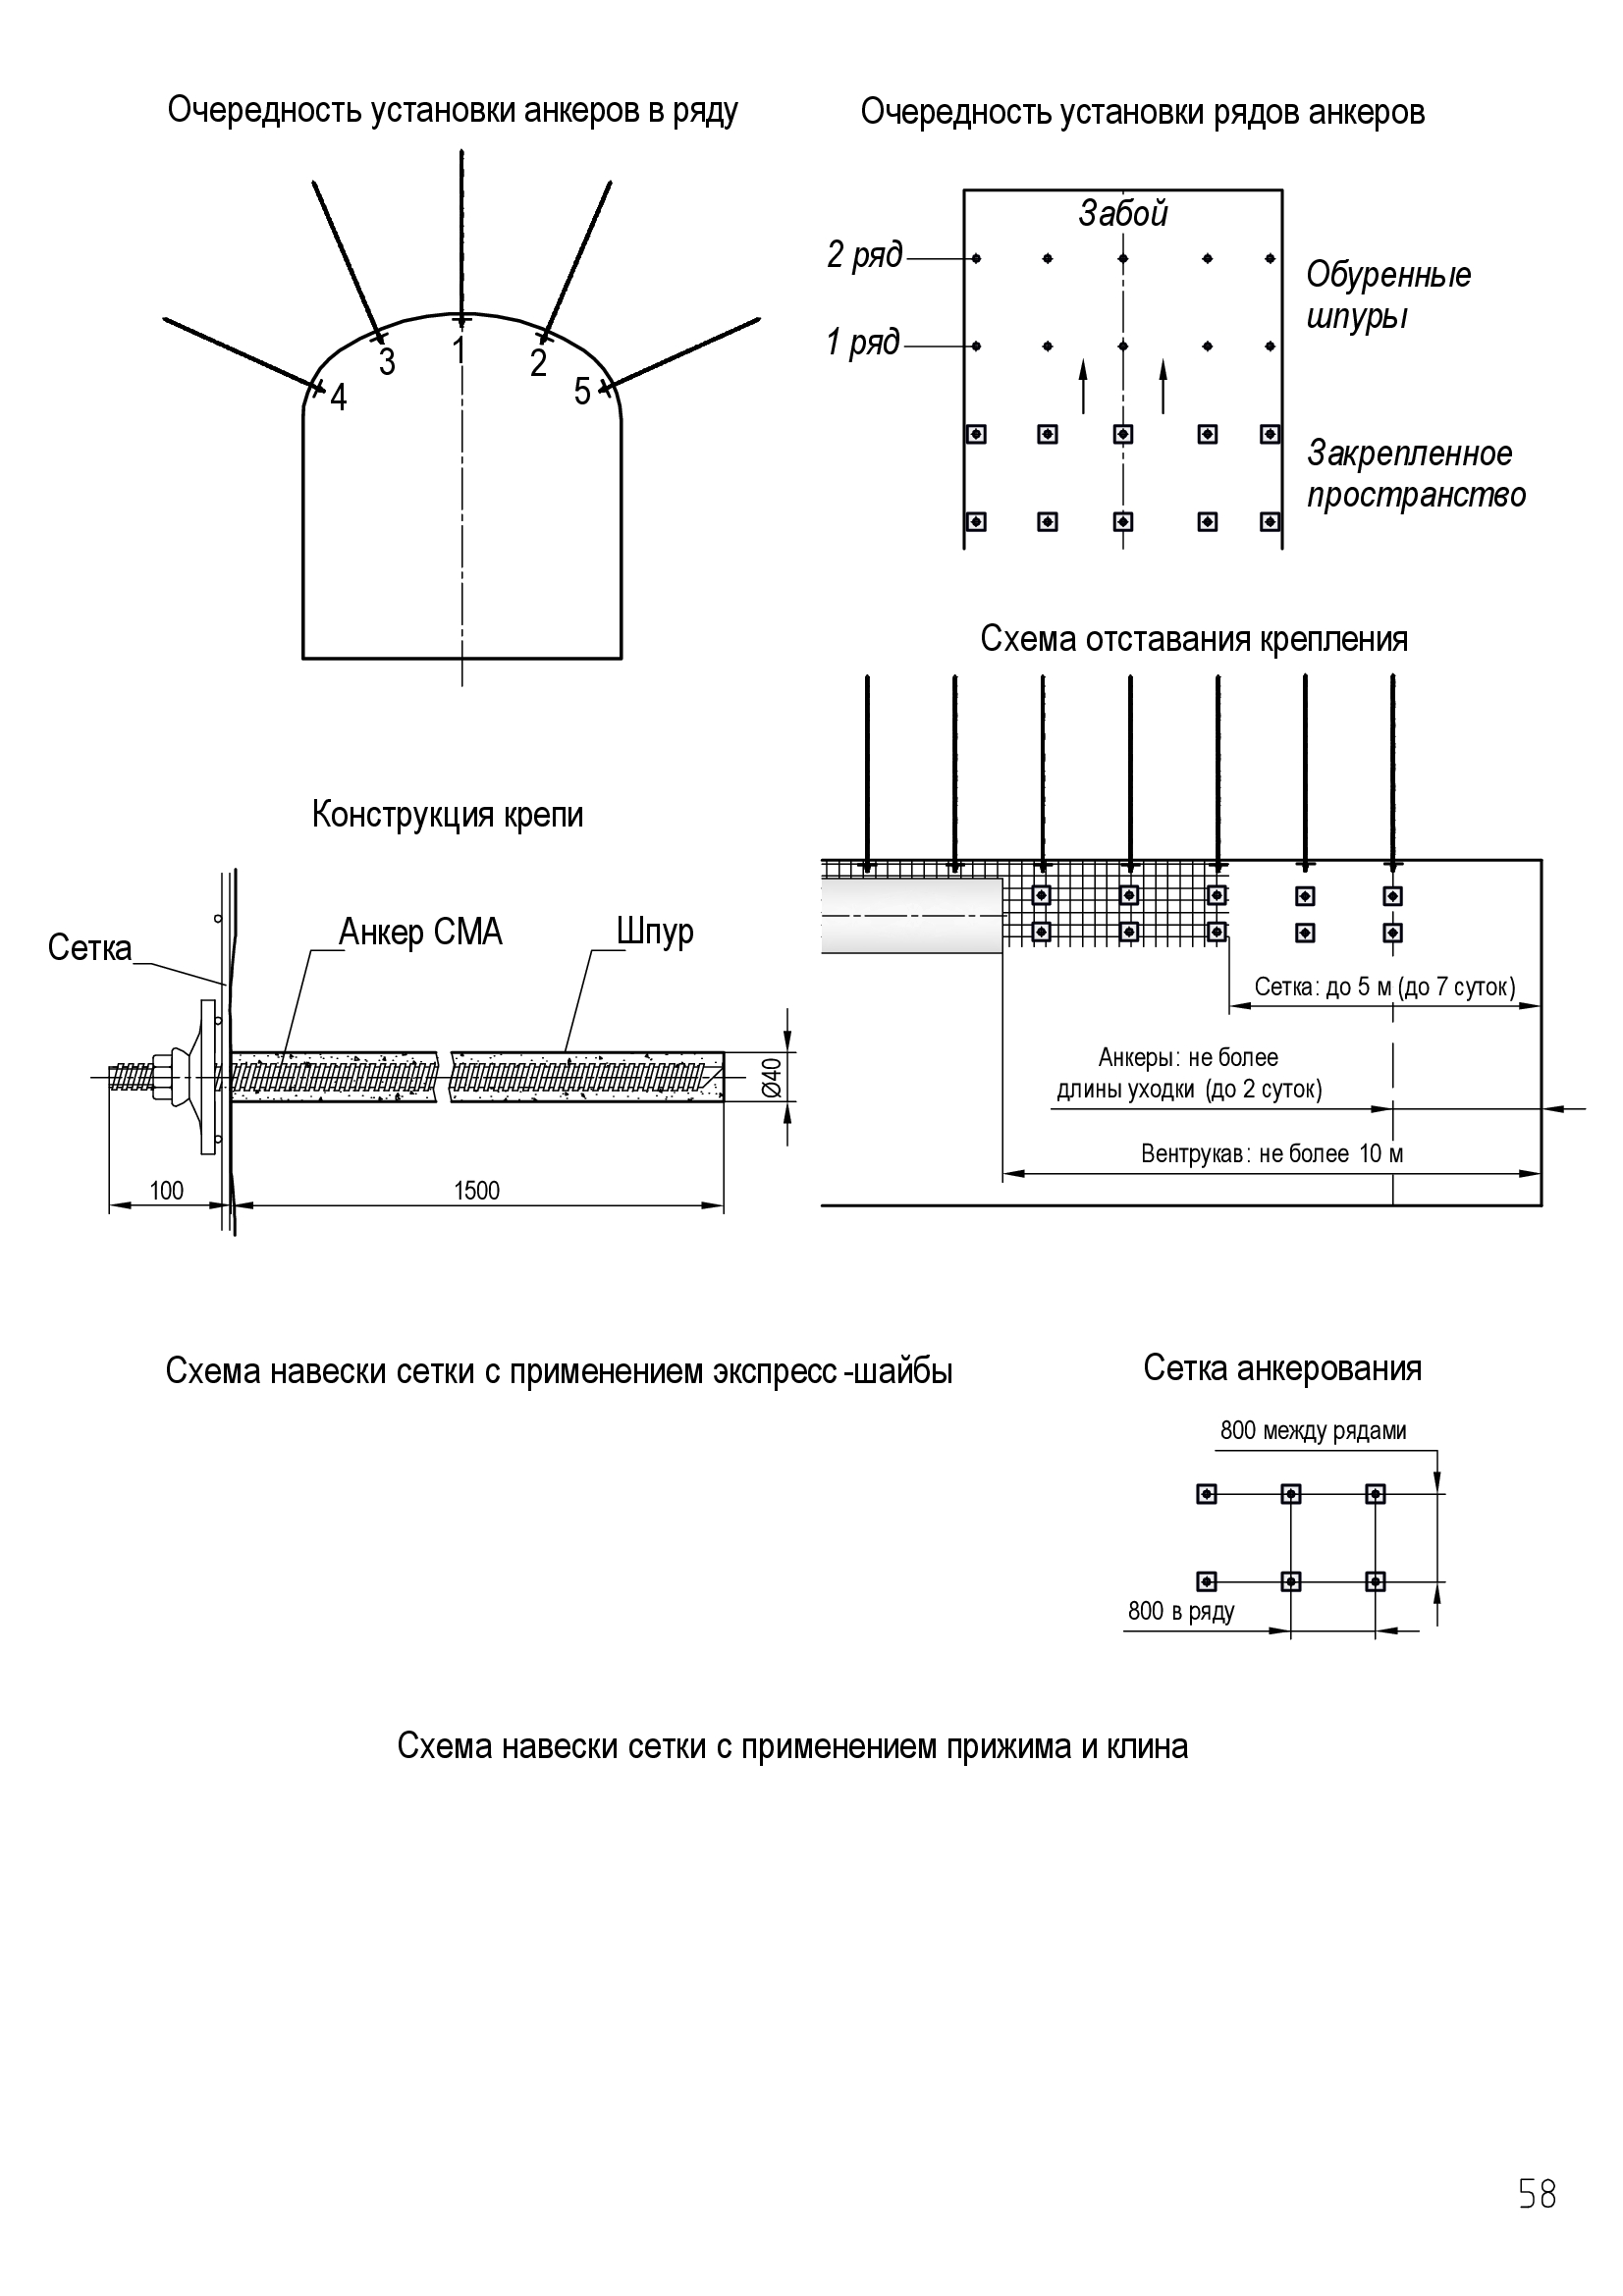 Очередность установки анкеров в ряду
3
1
2
4
5
Очередность установки рядов анкеров
Забой
2 ряд
Обуренные
шпуры
1 ряд
Закрепленное
пространство
Схема отставания крепления
Сетка: до 5 м (до 7 суток)
Анкеры: не более
длины уходки (до 2 суток)
Вентрукав: не более 10 м
Конструкция крепи
Сетка
Анкер СМА
Шпур
Ø40
100
1500
Схема навески сетки с применением экспресс-шайбы
Сетка анкерования
800 между рядами
800 в ряду
Схема навески сетки с применением прижима и клина
58